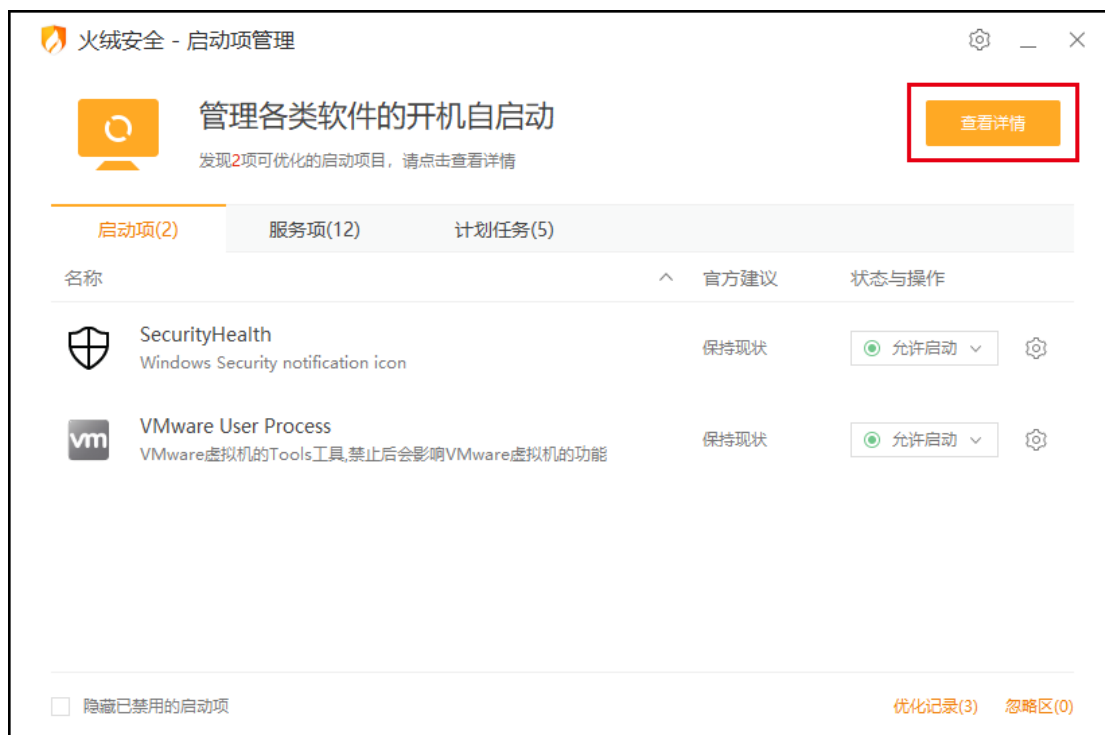 火绒安全 - 启动项管理
管理各类软件的开机自启动
查看详情
发现2项可优化的启动项目，请点击查看详情
启动项(2) 服务项(12) 计划任务(5)
名称 官方建议 状态与操作
SecurityHealth
Windows Security notification icon
保持现状 允许启动
VMware User Process
VMware虚拟机的Tools工具,禁止后会影响VMware虚拟机的功能
保持现状 允许启动
隐藏已禁用的启动项 优化记录(3) 忽略区(0)
vm